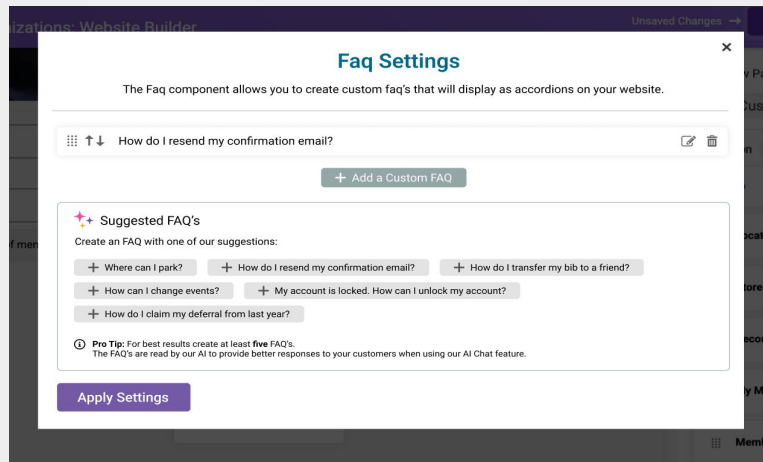 izations: Website Builder
Unsaved Changes →
Faq Settings
The Faq component allows you to create custom faq's that will display as accordions on your website.
How do I resend my confirmation email?
+ Add a Custom FAQ
Suggested FAQ's
Create an FAQ with one of our suggestions:
+ Where can I park? + How do I resend my confirmation email? + How do I transfer my bib to a friend?
+ How can I change events? + My account is locked. How can I unlock my account?
+ How do I claim my deferral from last year?
Pro Tip: For best results create at least five FAQ's.
The FAQ's are read by our AI to provide better responses to your customers when using our AI Chat feature.
Apply Settings